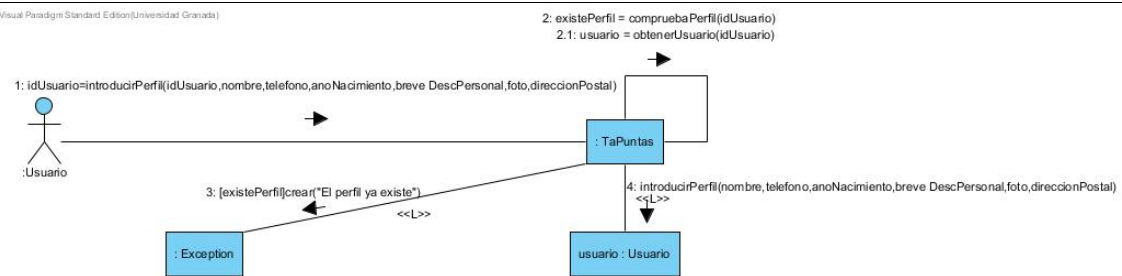 Visual Paradigm Standard Edition(Universidad Granada)
2: existePerfil = compruebaPerfil(idUsuario)
2.1: usuario = obtenerUsuario(idUsuario)
1: idUsuario=introducirPerfil(idUsuario,nombre,telefono,anoNacimiento,breve DescPersonal,foto,direccionPostal)
: TaPuntas
:Usuario
3: [existePerfil]crear("El perfil ya existe")
4: introducirPerfil(nombre,telefono,anoNacimiento,breve DescPersonal,foto,direccionPostal)
<<L>>
<<L>>
: Exception
usuario : Usuario